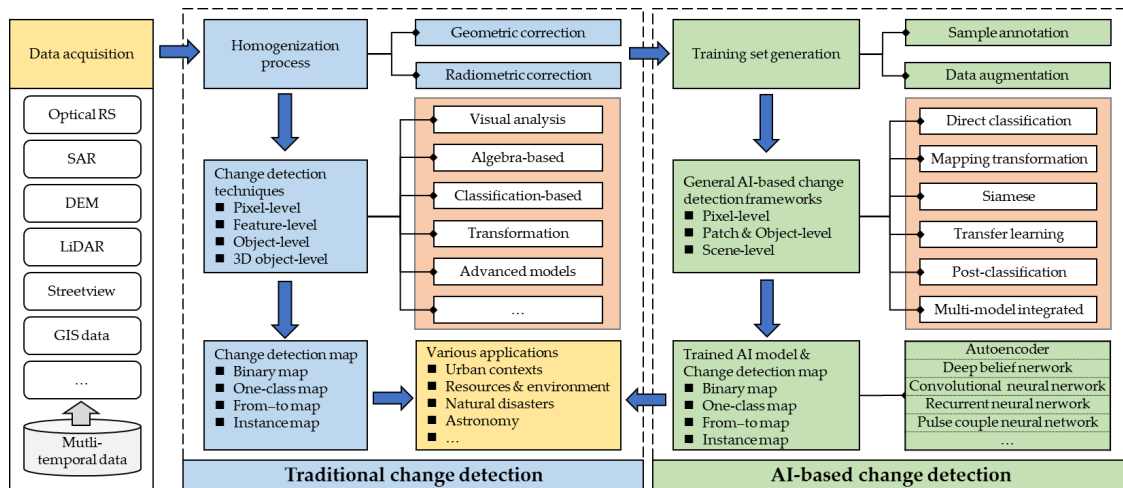 Data acquisition
Optical RS
SAR
DEM
LiDAR
Streetview
GIS data
...
Mutli-
temporal data
Homogenization
process
Geometric correction
Radiometric correction
Change detection
techniques
■ Pixel-level
■ Feature-level
■ Object-level
■ 3D object-level
Visual analysis
Algebra-based
Classification-based
Transformation
Advanced models
...
Change detection map
■ Binary map
■ One-class map
■ From–to map
■ Instance map
Various applications
■ Urban contexts
■ Resources & environment
■ Natural disasters
■ Astronomy
■ ...
Traditional change detection
Training set generation
Sample annotation
Data augmentation
General AI-based change
detection frameworks
■ Pixel-level
■ Patch & Object-level
■ Scene-level
Direct classification
Mapping transformation
Siamese
Transfer learning
Post-classification
Multi-model integrated
Trained AI model &
Change detection map
■ Binary map
■ One-class map
■ From–to map
■ Instance map
Autoencoder
Deep belief nerwork
Convolutional neural nerwork
Recurrent neural nerwork
Pulse couple neural network
...
AI-based change detection